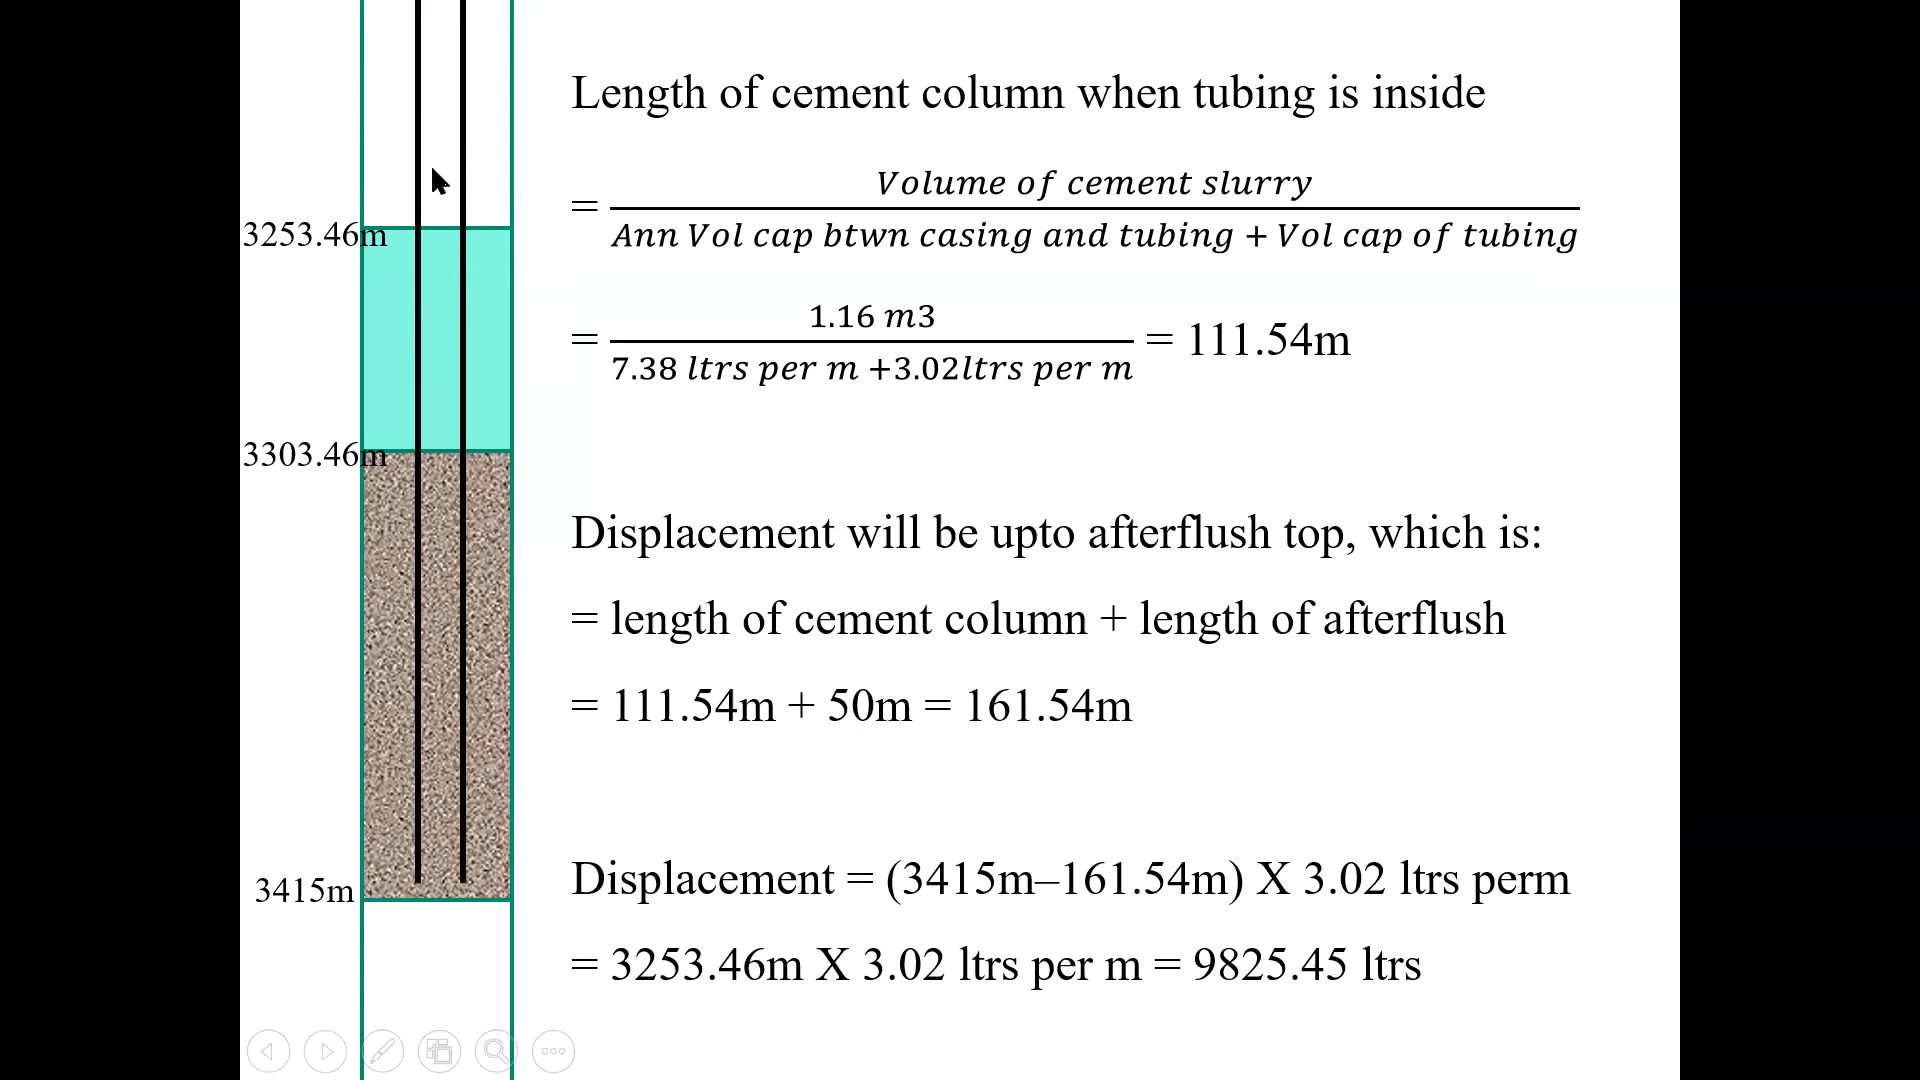 Length of cement column when tubing is inside
= Volume of cement slurry / Ann Vol cap btwn casing and tubing + Vol cap of tubing
3253.46m
= 1.16 m3 / 7.38 ltrs per m +3.02ltrs per m = 111.54m
3303.46m
Displacement will be upto afterflush top, which is:
= length of cement column + length of afterflush
= 111.54m + 50m = 161.54m
3415m
Displacement = (3415m–161.54m) X 3.02 ltrs perm
= 3253.46m X 3.02 ltrs per m = 9825.45 ltrs